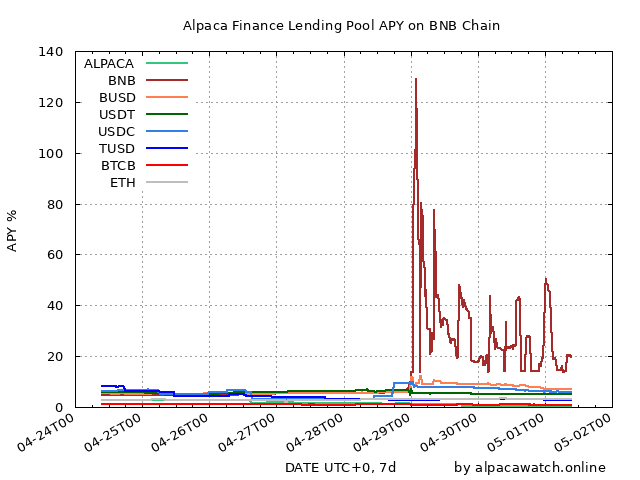 Alpaca Finance Lending Pool APY on BNB Chain
140
120
100
80
60
40
20
0
APY %
ALPACA
BNB
BUSD
USDT
USDC
TUSD
BTCB
ETH
04-24T00
04-25T00
04-26T00
04-27T00
04-28T00
04-29T00
04-30T00
05-01T00
05-02T00
DATE UTC+0, 7d
by alpacawatch.online